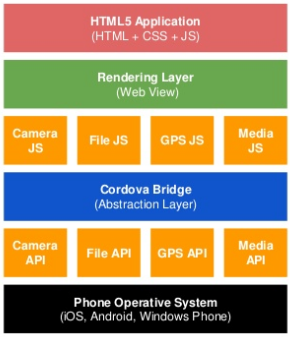 HTML5 Application
(HTML + CSS + JS)
Rendering Layer
(Web View)
Camera
JS
File JS
GPS JS
Media
JS
Cordova Bridge
(Abstraction Layer)
Camera
API
File API
GPS API
Media
API
Phone Operative System
(iOS, Android, Windows Phone)